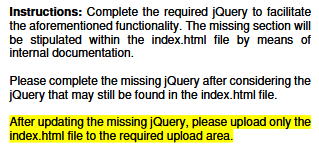 Instructions: Complete the required jQuery to facilitate
the aforementioned functionality. The missing section will
be stipulated within the index.html file by means of
internal documentation.
Please complete the missing jQuery after considering the
jQuery that may still be found in the index.html file.
After updating the missing jQuery, please upload only the
index.html file to the required upload area.